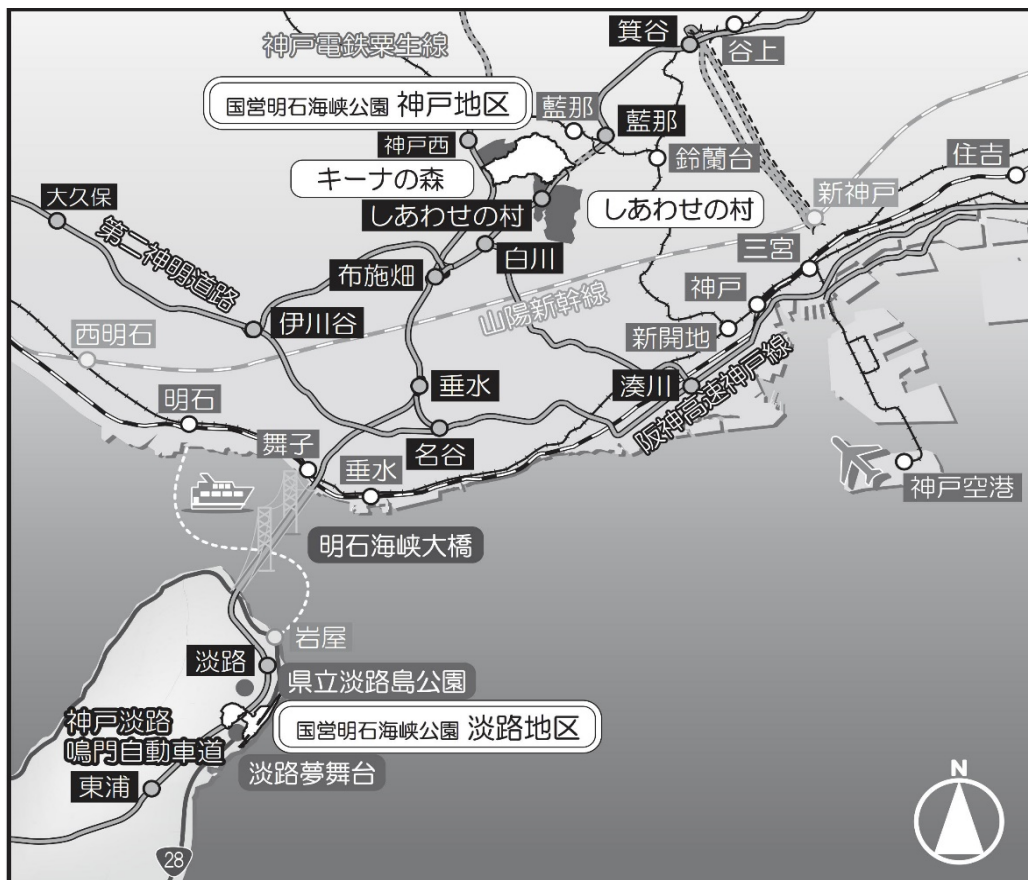 箕谷
谷上
神戸電鉄粟生線
国営明石海峡公園 神戸地区
藍那
藍那
神戸西
鈴蘭台
住吉
キーナの森
大久保
しあわせの村
しあわせの村
新神戸
第二神明道路
白川
三宮
布施畑
神戸
山陽新幹線
伊川谷
新開地
西明石
垂水
湊川
阪神高速神戸線
明石
名谷
舞子
垂水
神戸空港
明石海峡大橋
岩屋
淡路
県立淡路島公園
神戸淡路
鳴門自動車道
国営明石海峡公園 淡路地区
淡路夢舞台
東浦
N
28